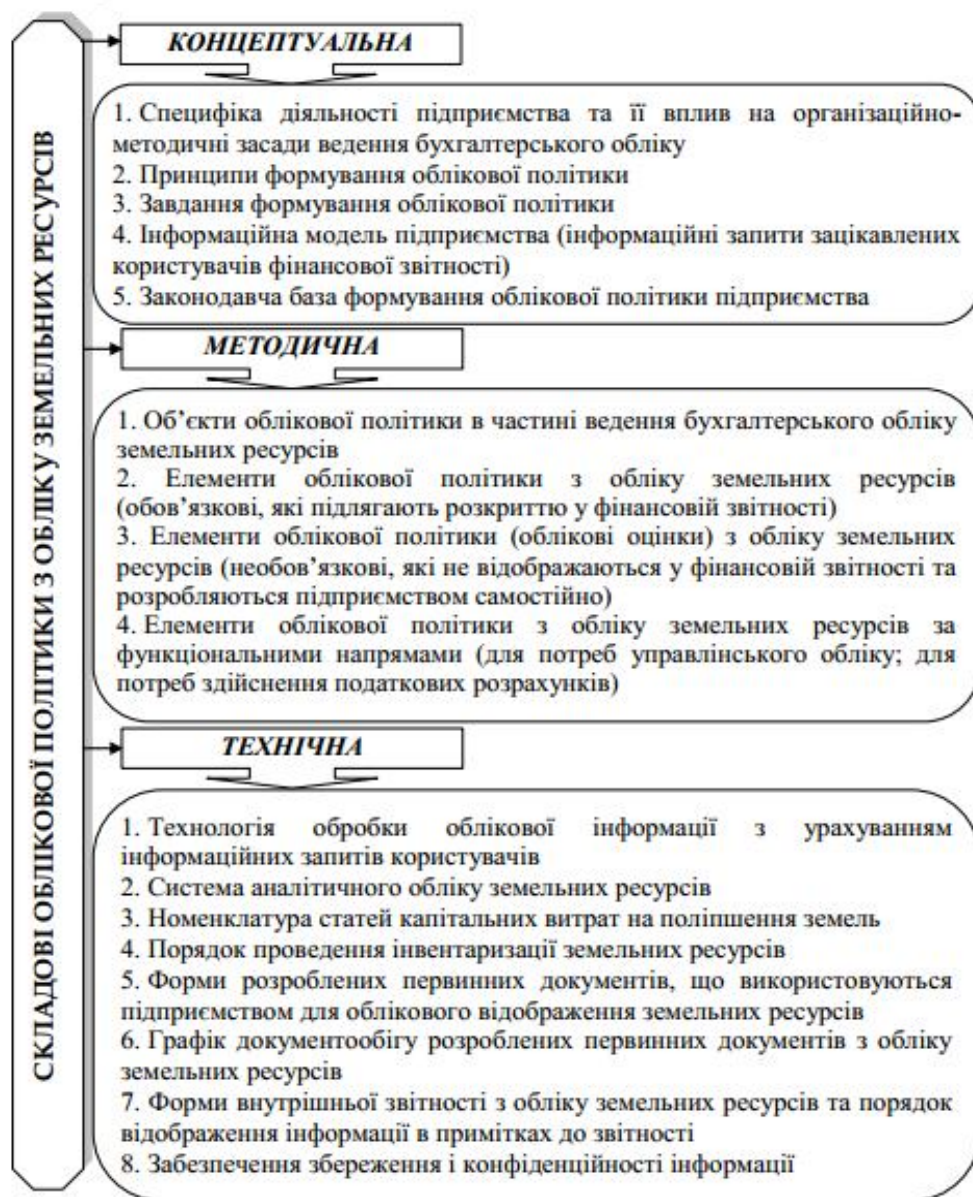 СКЛАДОВІ ОБЛІКОВОЇ ПОЛІТИКИ З ОБЛІКУ ЗЕМЕЛЬНИХ РЕСУРСІВ
КОНЦЕПТУАЛЬНА
1. Специфіка діяльності підприємства та її вплив на організаційно-
методичні засади ведення бухгалтерського обліку
2. Принципи формування облікової політики
3. Завдання формування облікової політики
4. Інформаційна модель підприємства (інформаційні запити зацікавлених
користувачів фінансової звітності)
5. Законодавча база формування облікової політики підприємства
МЕТОДИЧНА
1. Об’єкти облікової політики в частині ведення бухгалтерського обліку
земельних ресурсів
2. Елементи облікової політики з обліку земельних ресурсів
(обов’язкові, які підлягають розкриттю у фінансовій звітності)
3. Елементи облікової політики (облікові оцінки) з обліку земельних
ресурсів (необов’язкові, які не відображаються у фінансовій звітності та
розробляються підприємством самостійно)
4. Елементи облікової політики з обліку земельних ресурсів за
функціональними напрямами (для потреб управлінського обліку; для
потреб здійснення податкових розрахунків)
ТЕХНІЧНА
1. Технологія обробки облікової інформації з урахуванням
інформаційних запитів користувачів
2. Система аналітичного обліку земельних ресурсів
3. Номенклатура статей капітальних витрат на поліпшення земель
4. Порядок проведення інвентаризації земельних ресурсів
5. Форми розроблених первинних документів, що використовуються
підприємством для облікового відображення земельних ресурсів
6. Графік документообігу розроблених первинних документів з обліку
земельних ресурсів
7. Форми внутрішньої звітності з обліку земельних ресурсів та порядок
відображення інформації в примітках до звітності
8. Забезпечення збереження і конфіденційності інформації